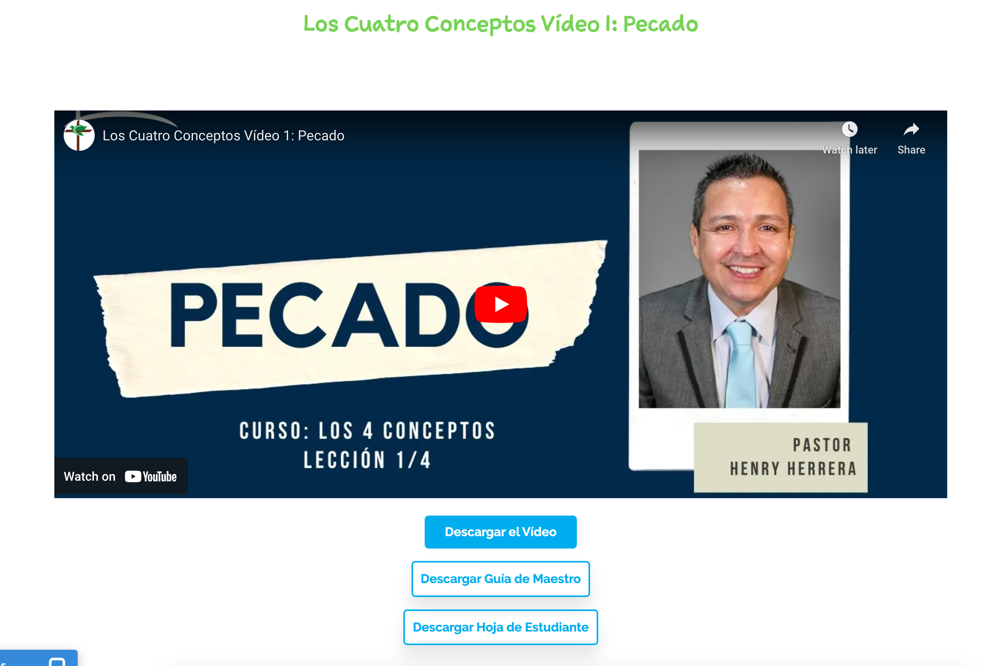 Los Cuatro Conceptos Vídeo 1: Pecado
Los Cuatro Conceptos Vídeo 1: Pecado
Watch later
Share
PECADO
CURSO: LOS 4 CONCEPTOS
LECCIÓN 1/4
PASTOR
HENRY HERRERA
Watch on YouTube
Descargar el Vídeo
Descargar Guía de Maestro
Descargar Hoja de Estudiante